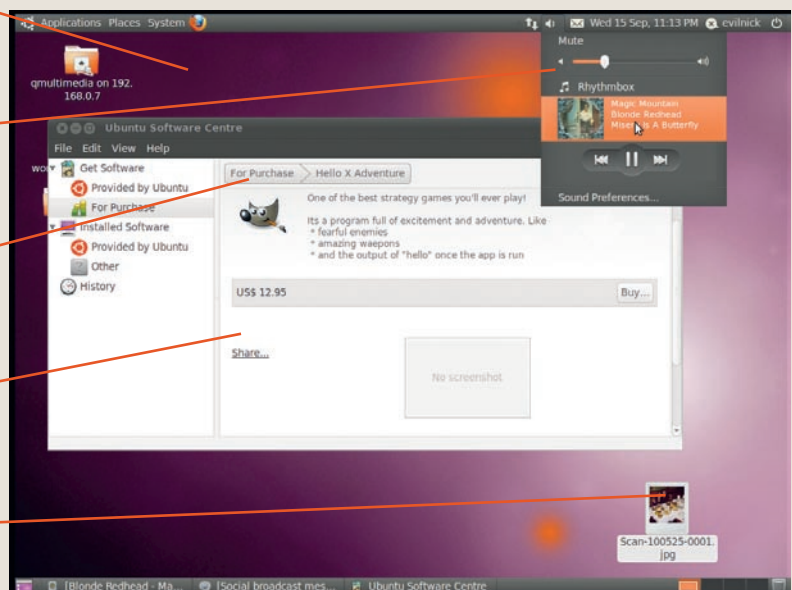 Applications Places System
Wed 15 Sep, 11:13 PM evilnick
qmultimedia on 192.
168.0.7
Mute
Rhythmbox
Magic Mountain
Blonde Redhead
Misery Is A Butterfly
Sound Preferences...
Ubuntu Software Centre
File Edit View Help
Get Software
Provided by Ubuntu
For Purchase
Installed Software
Provided by Ubuntu
Other
History
For Purchase Hello X Adventure
One of the best strategy games you'll ever play!
Its a program full of excitement and adventure. Like
* fearful enemies
* amazing waepons
* and the output of "hello" once the app is run
US$ 12.95
Buy...
Share...
No screenshot
Scan-100525-0001.
jpg
[Blonde Redhead - Ma... [Social broadcast mes... Ubuntu Software Centre